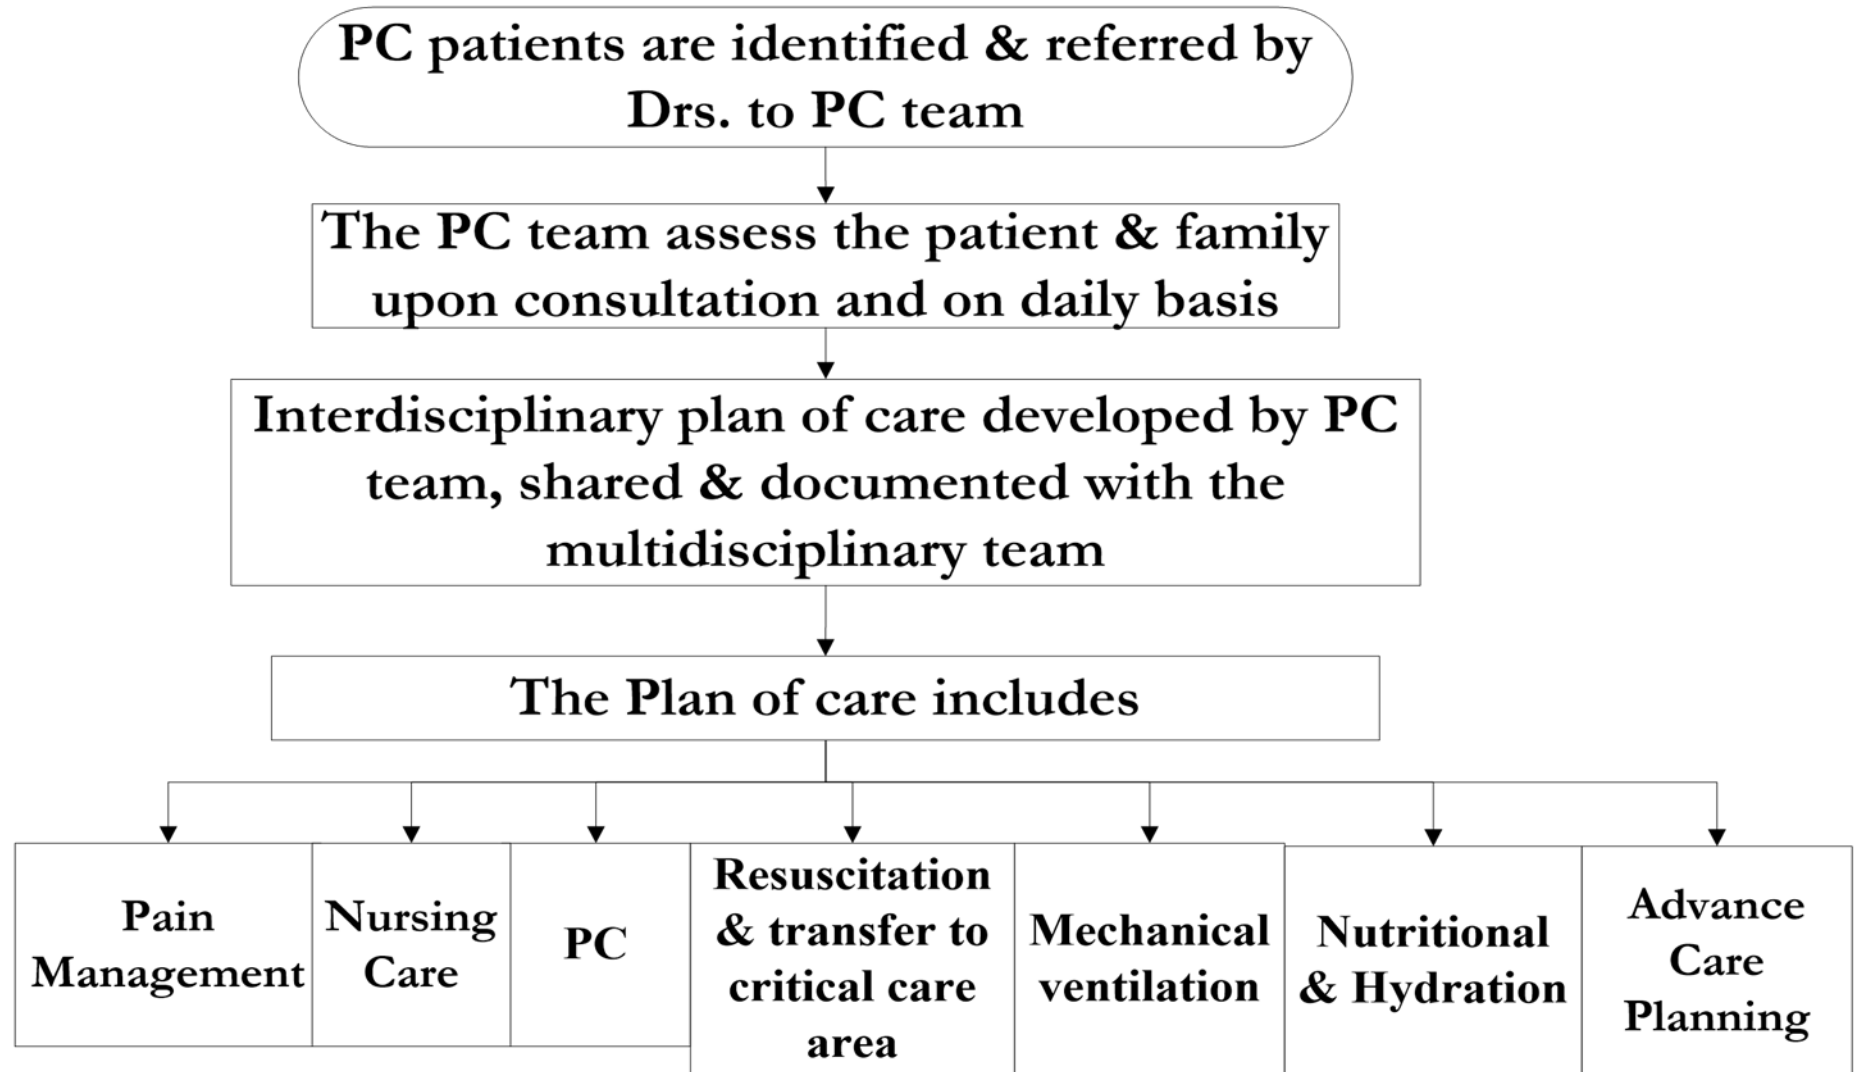 PC patients are identified & referred by
Drs. to PC team
The PC team assess the patient & family
upon consultation and on daily basis
Interdisciplinary plan of care developed by PC
team, shared & documented with the
multidisciplinary team
The Plan of care includes
Pain
Management
Nursing
Care
PC
Resuscitation
& transfer to
critical care
area
Mechanical
ventilation
Nutritional
& Hydration
Advance
Care
Planning